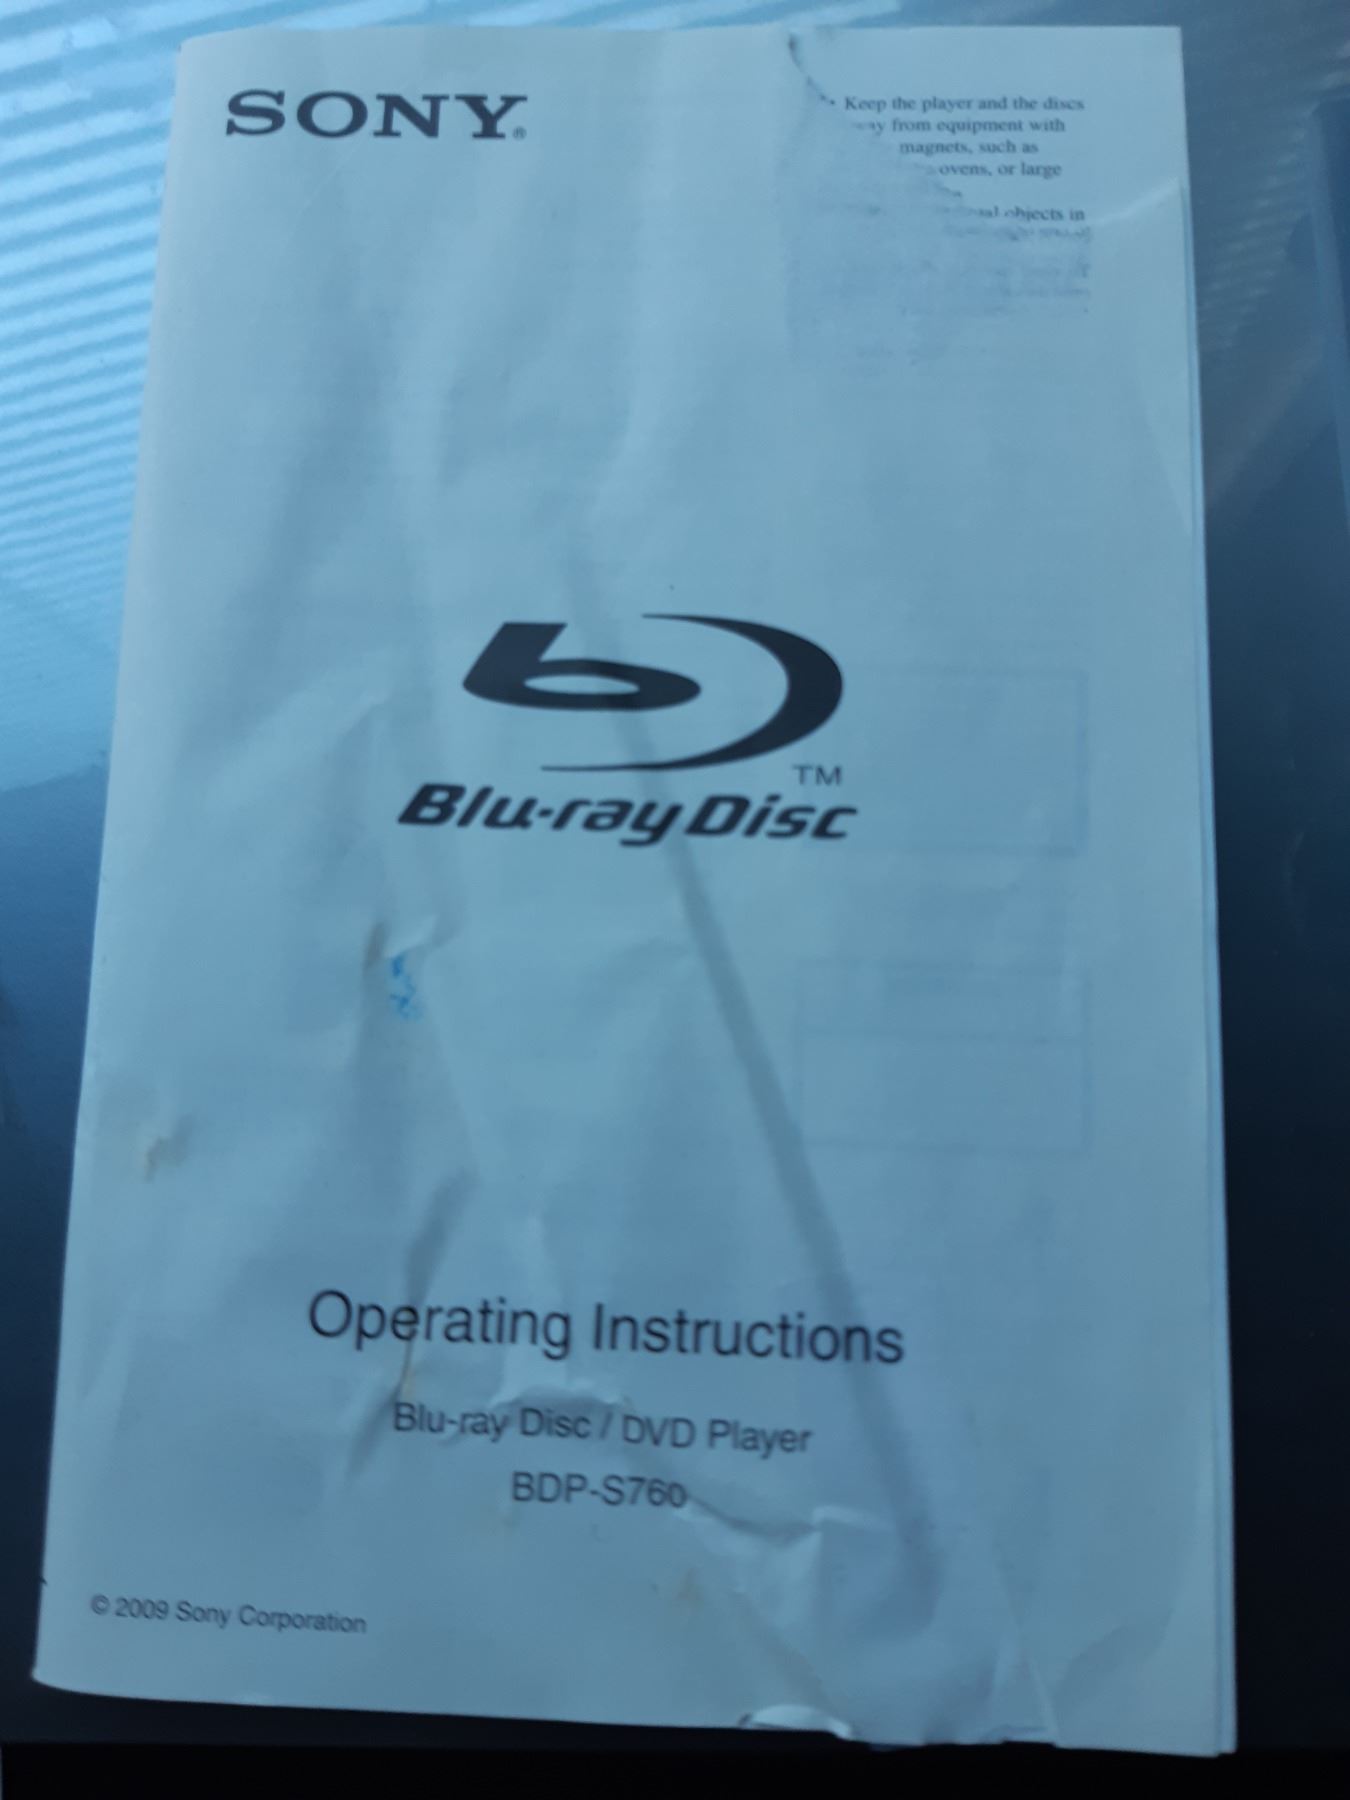 SONY®
• Keep the player and the discs
from equipment with
magnets, such as
ovens, or large
objects in
TM
Blu-ray Disc
Operating Instructions
Blu-ray Disc / DVD Player
BDP-S760
© 2009 Sony Corporation